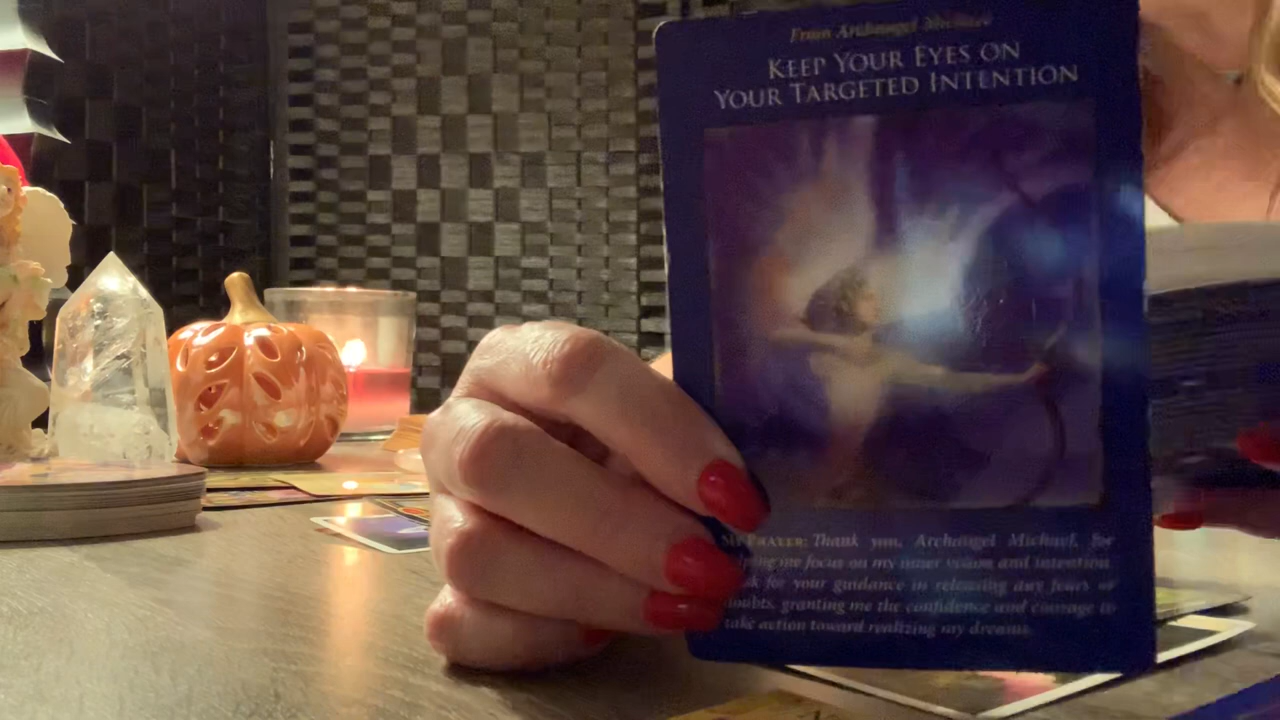 From Archangel Michael
KEEP YOUR EYES ON
YOUR TARGETED INTENTION
MY PRAYER: Thank you, Archangel Michael, for
me focus on my inner vision and intention.
for your guidance in releasing any fears or
doubts, granting me the confidence and courage to
take action toward realizing my dreams.